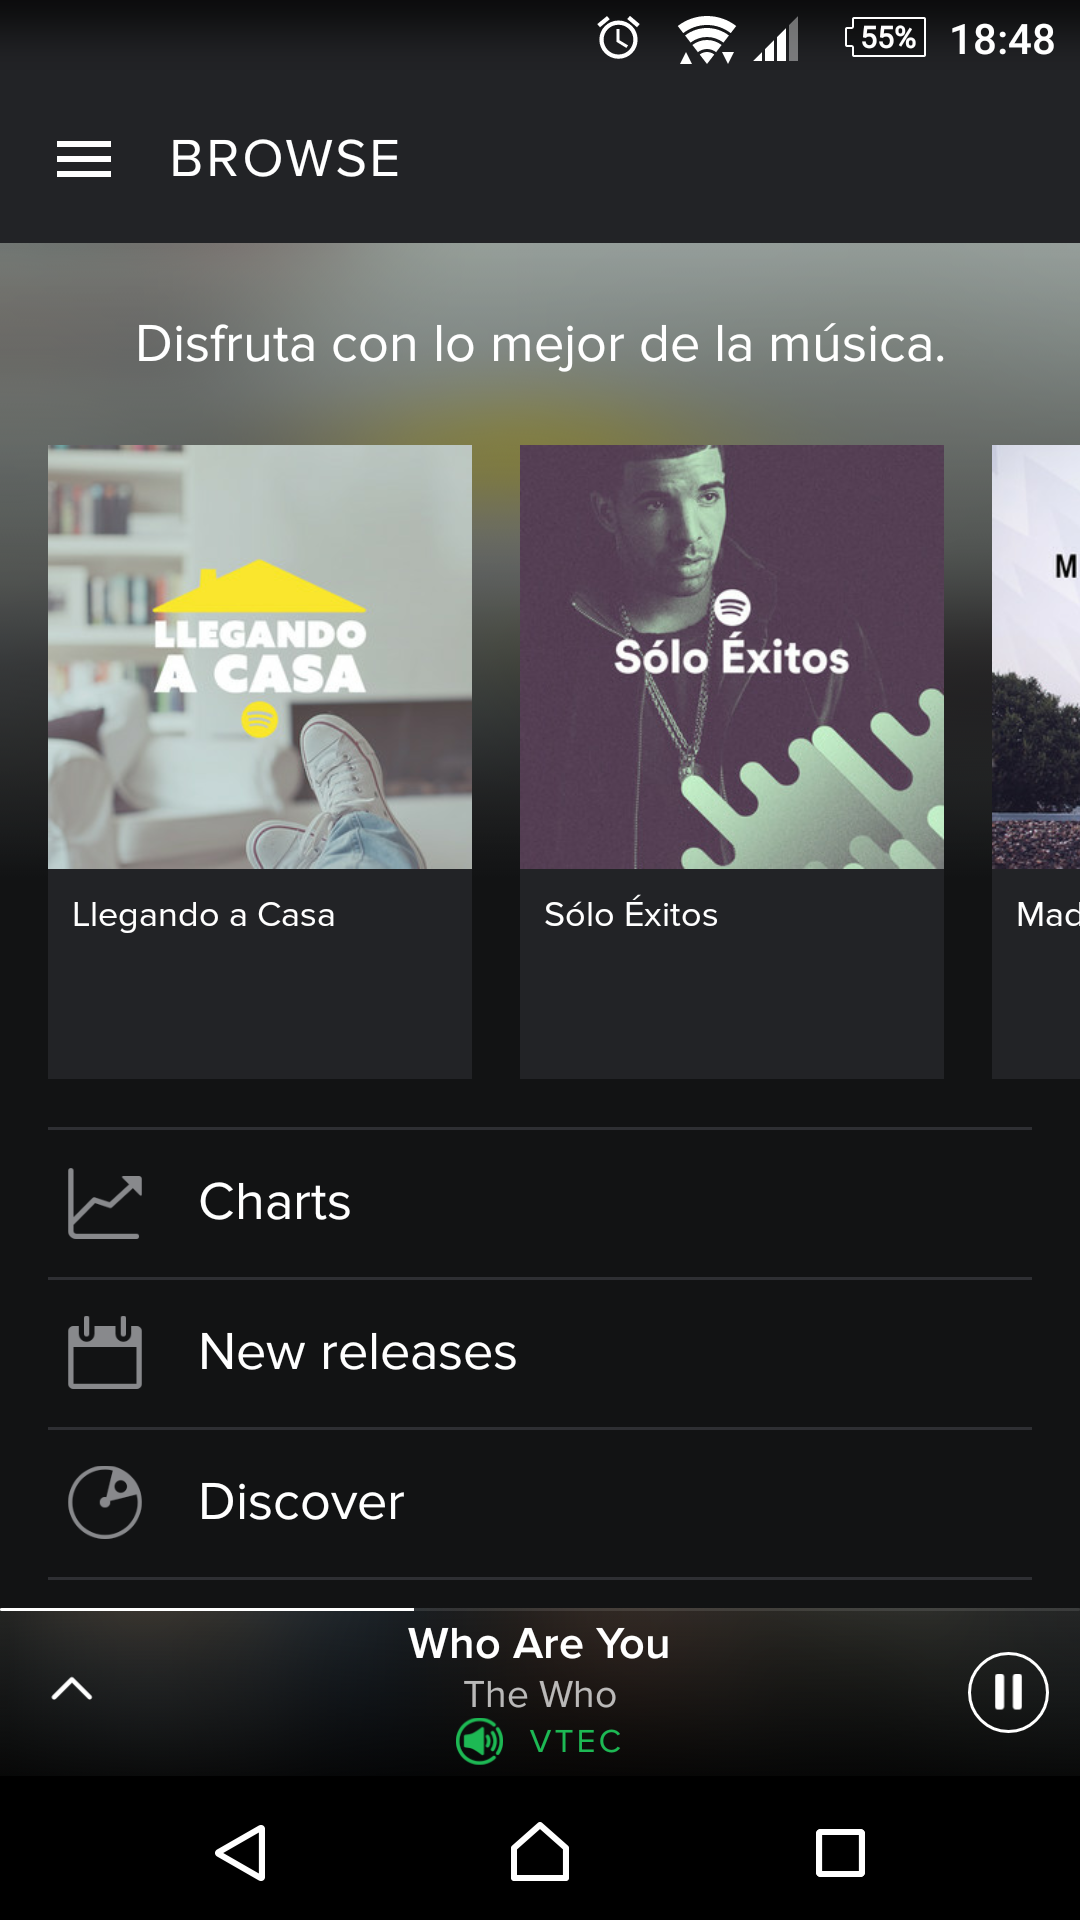 55% 18:48
BROWSE
Disfruta con lo mejor de la música.
LLEGANDO
A CASA
Sólo Éxitos
M
Llegando a Casa
Sólo Éxitos
Mad
Charts
New releases
Discover
Who Are You
The Who
VTEC